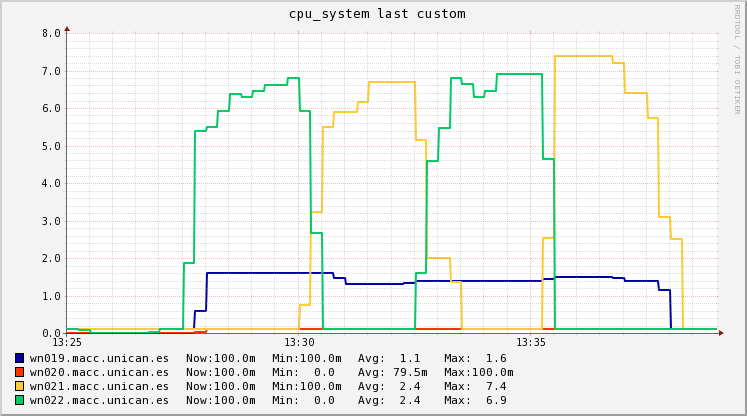 cpu_system last custom
RRDTOOL / TOBI OETIKER
8.0
7.0
6.0
5.0
4.0
3.0
2.0
1.0
0.0
13:25 13:30 13:35
wn019.macc.unican.es Now:100.0m Min:100.0m Avg: 1.1 Max: 1.6
wn020.macc.unican.es Now:100.0m Min: 0.0 Avg: 79.5m Max:100.0m
wn021.macc.unican.es Now:100.0m Min:100.0m Avg: 2.4 Max: 7.4
wn022.macc.unican.es Now:100.0m Min: 0.0 Avg: 2.4 Max: 6.9